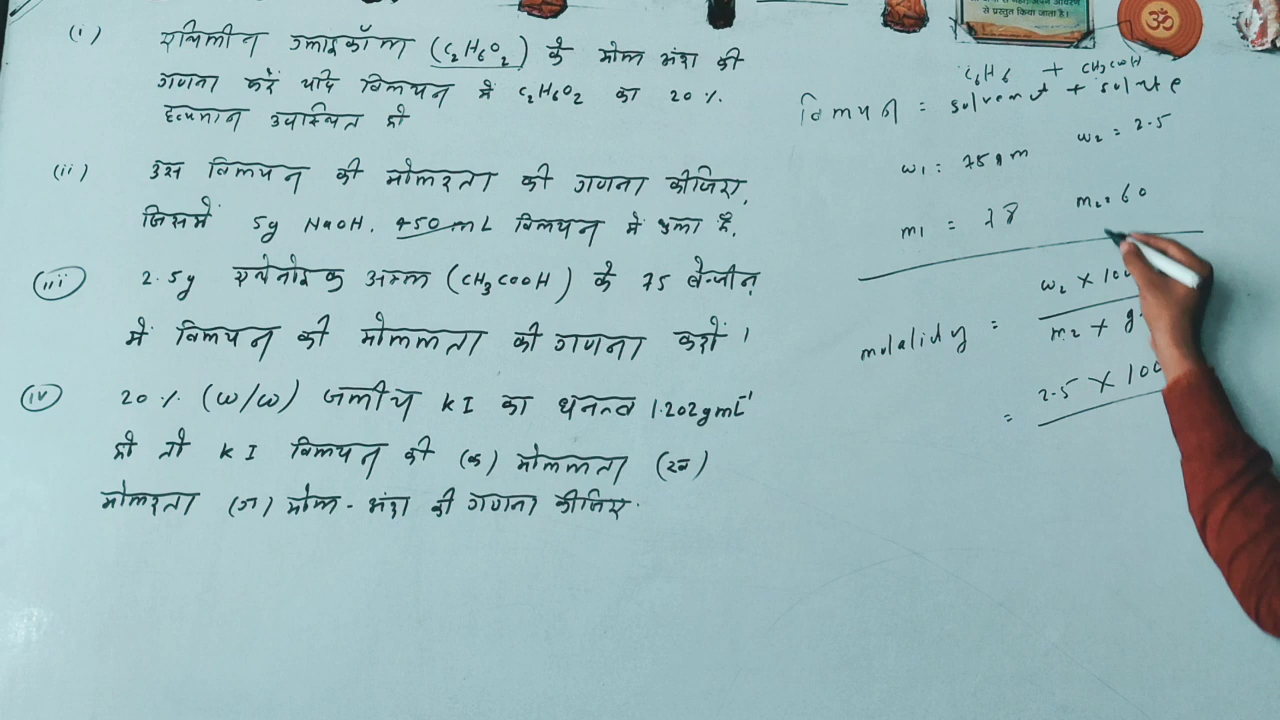 से प्रस्तुत किया जाता है।
ॐ
(i) एथिलीन ग्लाइकॉल (C₂H₆O₂) के मोल अंश की
गणना करें यदि विलयन में C₂H₆O₂ का 20%
द्रव्यमान उपस्थित हो
(ii) उस विलयन की मोलरता की गणना कीजिए,
जिसमें 5g NaOH, 450mL विलयन में घुला है.
(iii) 2.5g एथेनोइक अम्ल (CH₃COOH) के 75 बेन्जीन
में विलयन की मोललता की गणना करो।
(iv) 20% (w/w) जलीय KI का घनत्व 1.202gmL⁻¹
हो तो KI विलयन की (क) मोललता (ख)
मोलरता (ग) मोल-अंश की गणना कीजिए.
C₆H₆ + CH₃COOH
विलयन = solvent + solute
w₁ = 75gm w₂ = 2.5
m₁ = 78 m₂ = 60
molality = w₂ × 100
m₂ × g
= 2.5 × 100